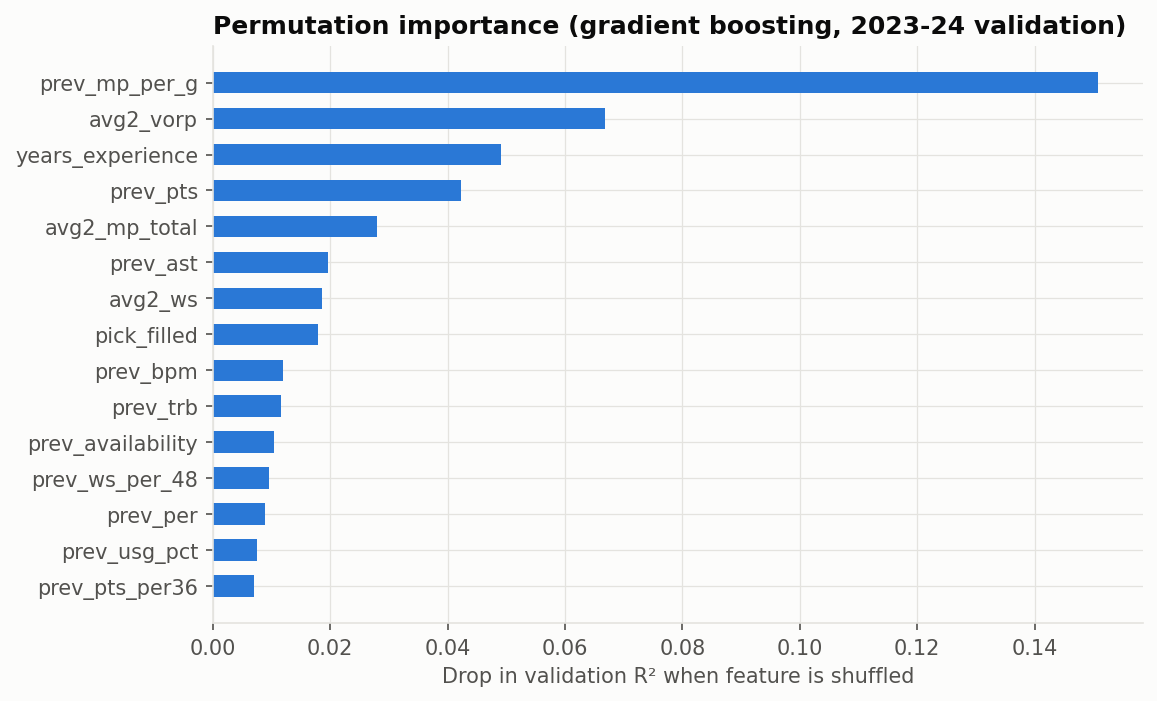 Permutation importance (gradient boosting, 2023-24 validation)
prev_mp_per_g
avg2_vorp
years_experience
prev_pts
avg2_mp_total
prev_ast
avg2_ws
pick_filled
prev_bpm
prev_trb
prev_availability
prev_ws_per_48
prev_per
prev_usg_pct
prev_pts_per36
0.00 0.02 0.04 0.06 0.08 0.10 0.12 0.14
Drop in validation R² when feature is shuffled